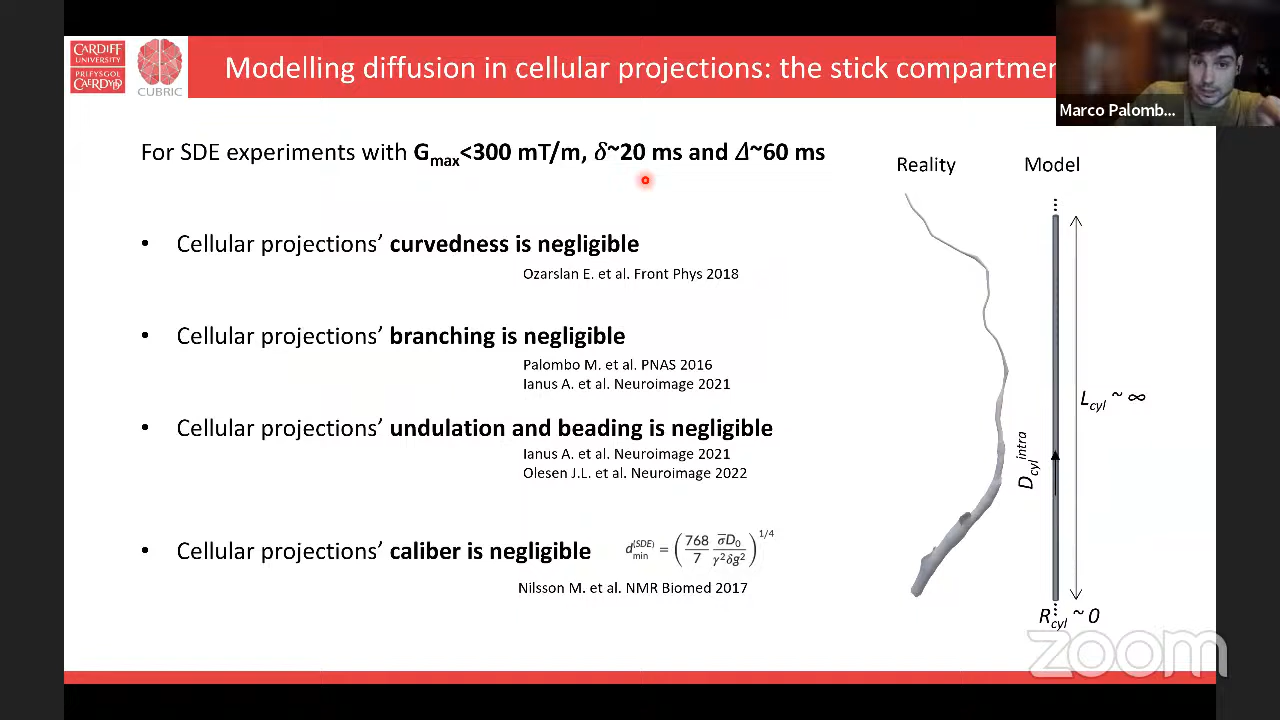 CARDIFF
UNIVERSITY
PRIFYSGOL
CAERDYDD
CUBRIC
Modelling diffusion in cellular projections: the stick compartmen
Marco Palomb...
For SDE experiments with Gmax<300 mT/m, δ~20 ms and Δ~60 ms
• Cellular projections’ curvedness is negligible
Ozarslan E. et al. Front Phys 2018
• Cellular projections’ branching is negligible
Palombo M. et al. PNAS 2016
Ianus A. et al. Neuroimage 2021
• Cellular projections’ undulation and beading is negligible
Ianus A. et al. Neuroimage 2021
Olesen J.L. et al. Neuroimage 2022
• Cellular projections’ caliber is negligible d_min^(SDE) = (768/7 σ̅D₀/γ²δg²)^1/4
Nilsson M. et al. NMR Biomed 2017
Reality Model
D_cyl^intra
L_cyl ~ ∞
R_cyl ~ 0
zoom